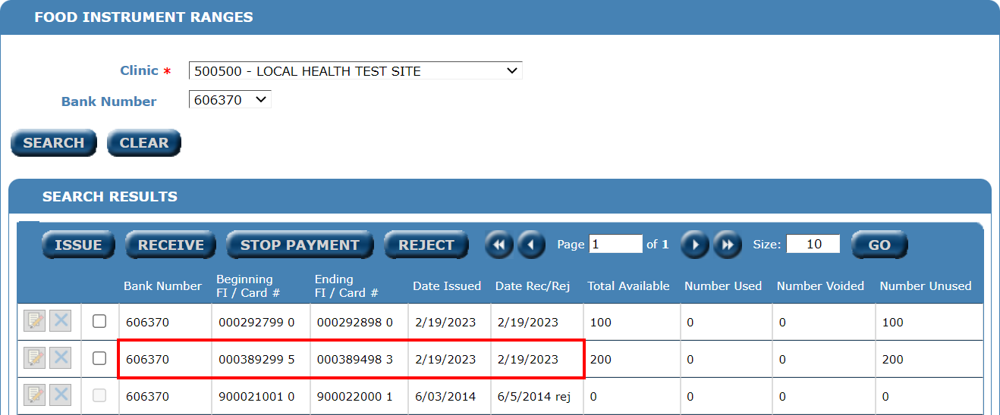 FOOD INSTRUMENT RANGES
Clinic * 500500 - LOCAL HEALTH TEST SITE
Bank Number 606370
SEARCH CLEAR
SEARCH RESULTS
ISSUE RECEIVE STOP PAYMENT REJECT Page 1 of 1 Size: 10 GO
Bank Number Beginning FI / Card # Ending FI / Card # Date Issued Date Rec/Rej Total Available Number Used Number Voided Number Unused
606370 000292799 0 000292898 0 2/19/2023 2/19/2023 100 0 0 100
606370 000389299 5 000389498 3 2/19/2023 2/19/2023 200 0 0 200
606370 900021001 0 900022000 1 6/03/2014 6/5/2014 rej 0 0 0 0